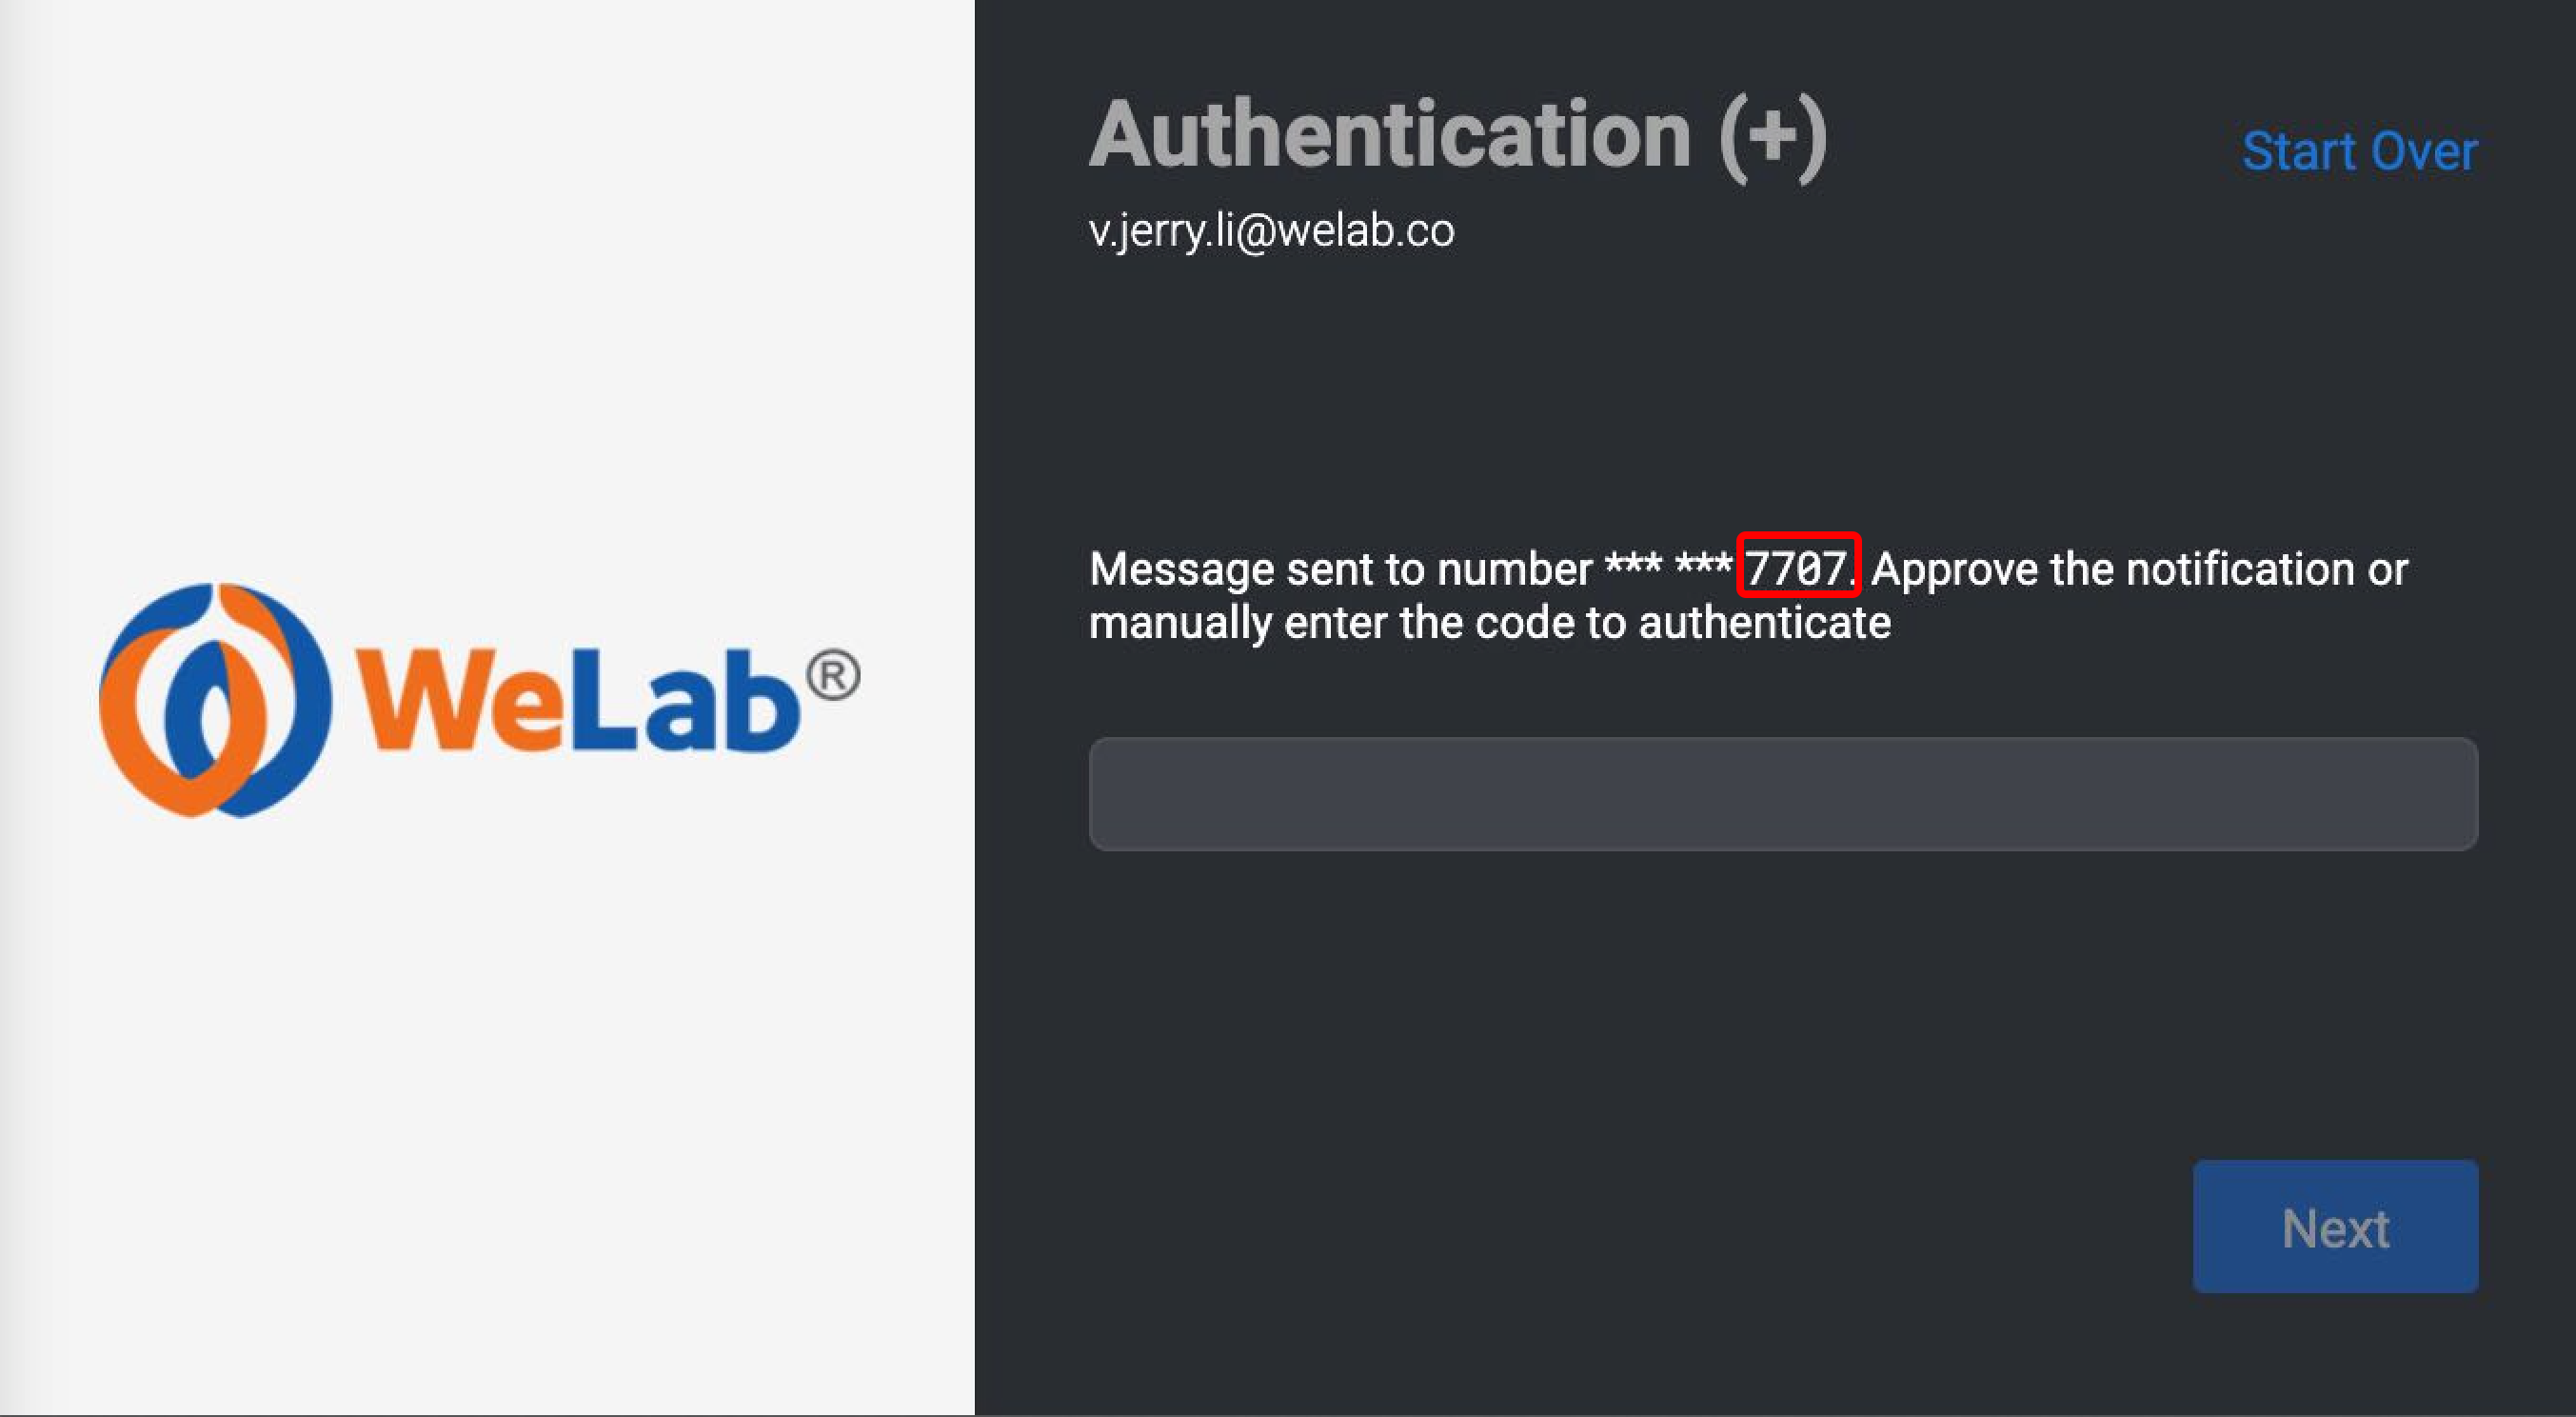 WeLab®
Authentication (+)
Start Over
v.jerry.li@welab.co
Message sent to number *** *** 7707. Approve the notification or
manually enter the code to authenticate
Next